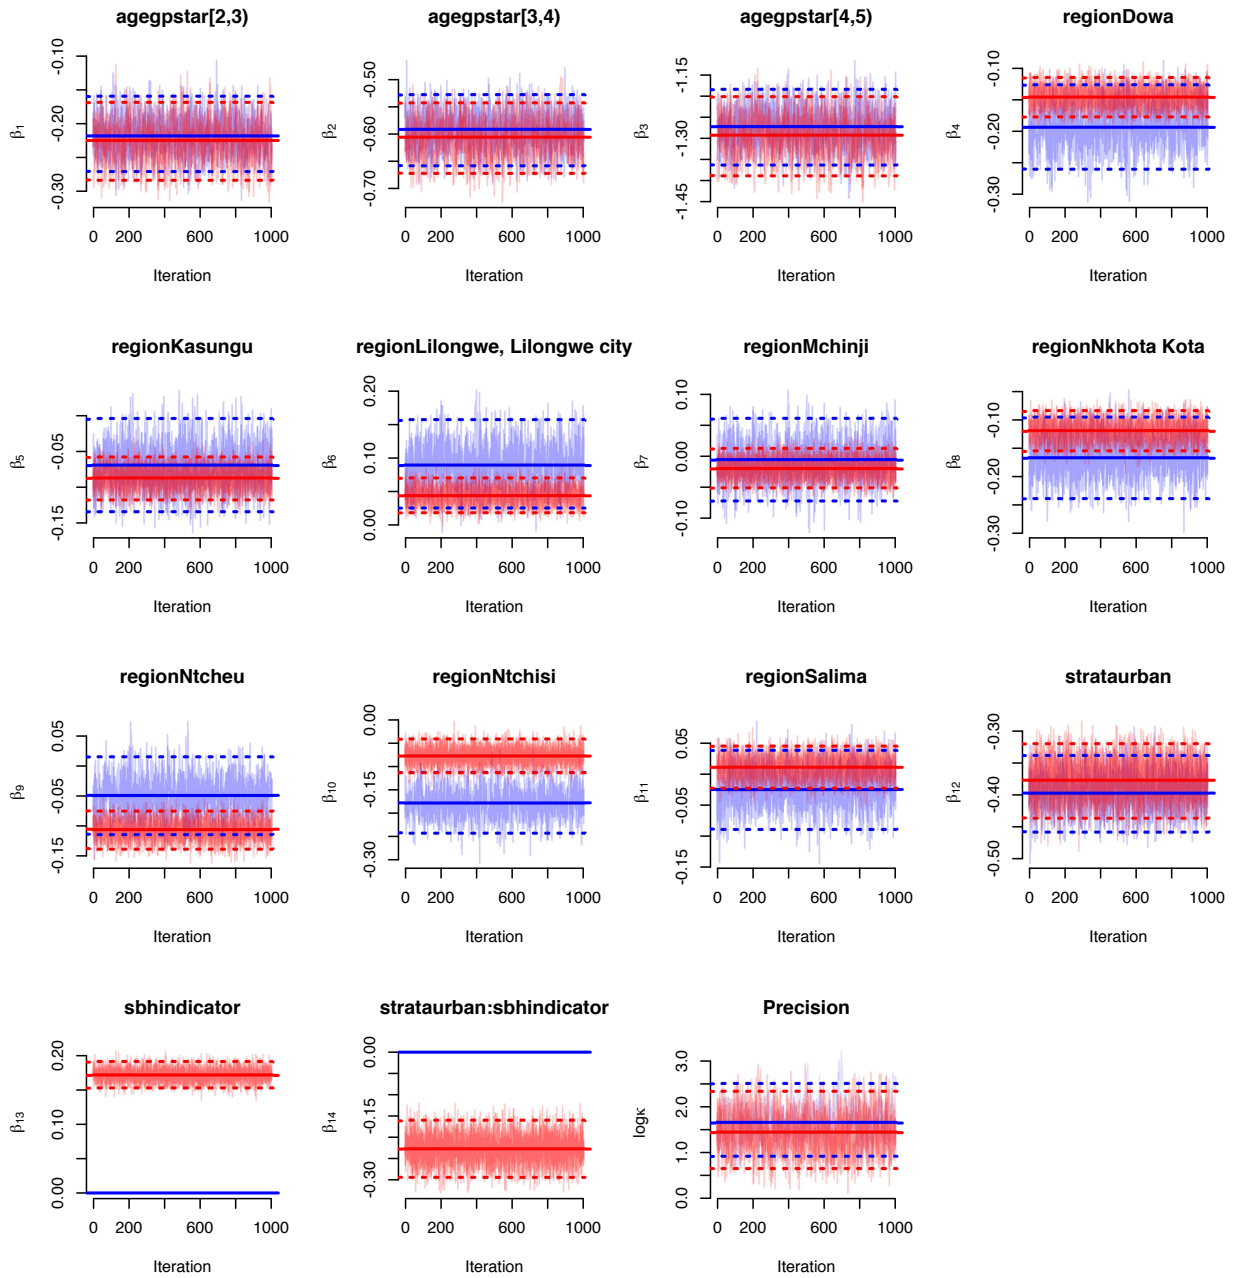 agegpstar[2,3)
β1
-0.10
-0.20
-0.30
0 200 600 1000
Iteration
agegpstar[3,4)
β2
-0.50
-0.60
-0.70
0 200 600 1000
Iteration
agegpstar[4,5)
β3
-1.15
-1.30
-1.45
0 200 600 1000
Iteration
regionDowa
β4
-0.10
-0.20
-0.30
0 200 600 1000
Iteration
regionKasungu
β5
-0.05
-0.15
0 200 600 1000
Iteration
regionLilongwe, Lilongwe city
β6
0.20
0.10
0.00
0 200 600 1000
Iteration
regionMchinji
β7
0.10
0.00
-0.10
0 200 600 1000
Iteration
regionNkhota Kota
β8
-0.10
-0.20
-0.30
0 200 600 1000
Iteration
regionNtcheu
β9
0.05
-0.05
-0.15
0 200 600 1000
Iteration
regionNtchisi
β10
0.00
-0.15
-0.30
0 200 600 1000
Iteration
regionSalima
β11
0.05
-0.05
-0.15
0 200 600 1000
Iteration
strataurban
β12
-0.30
-0.40
-0.50
0 200 600 1000
Iteration
sbhindicator
β13
0.20
0.10
0.00
0 200 600 1000
Iteration
strataurban:sbhindicator
β14
0.00
-0.15
-0.30
0 200 600 1000
Iteration
Precision
logκ
3.0
2.0
1.0
0.0
0 200 600 1000
Iteration